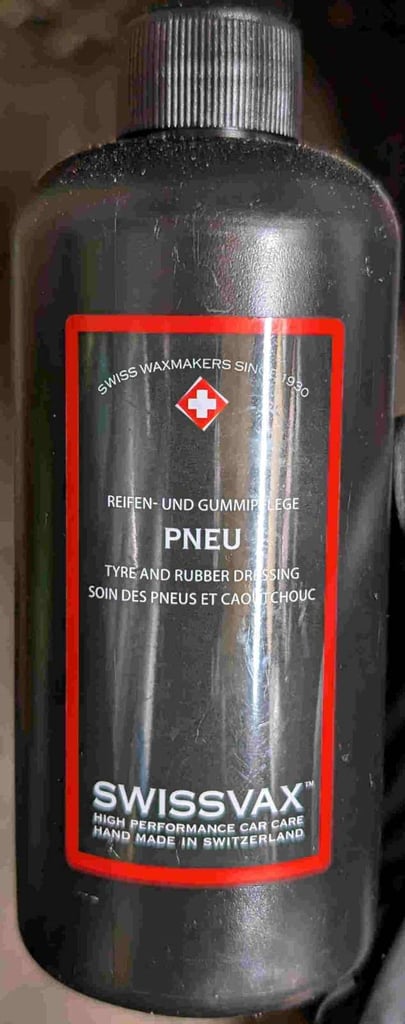 SWISS WAXMAKERS SINCE 1930
REIFEN- UND GUMMIPFLEGE
PNEU
TYRE AND RUBBER DRESSING
SOIN DES PNEUS ET CAOUTCHOUC
SWISSVAX™
HIGH PERFORMANCE CAR CARE
HAND MADE IN SWITZERLAND